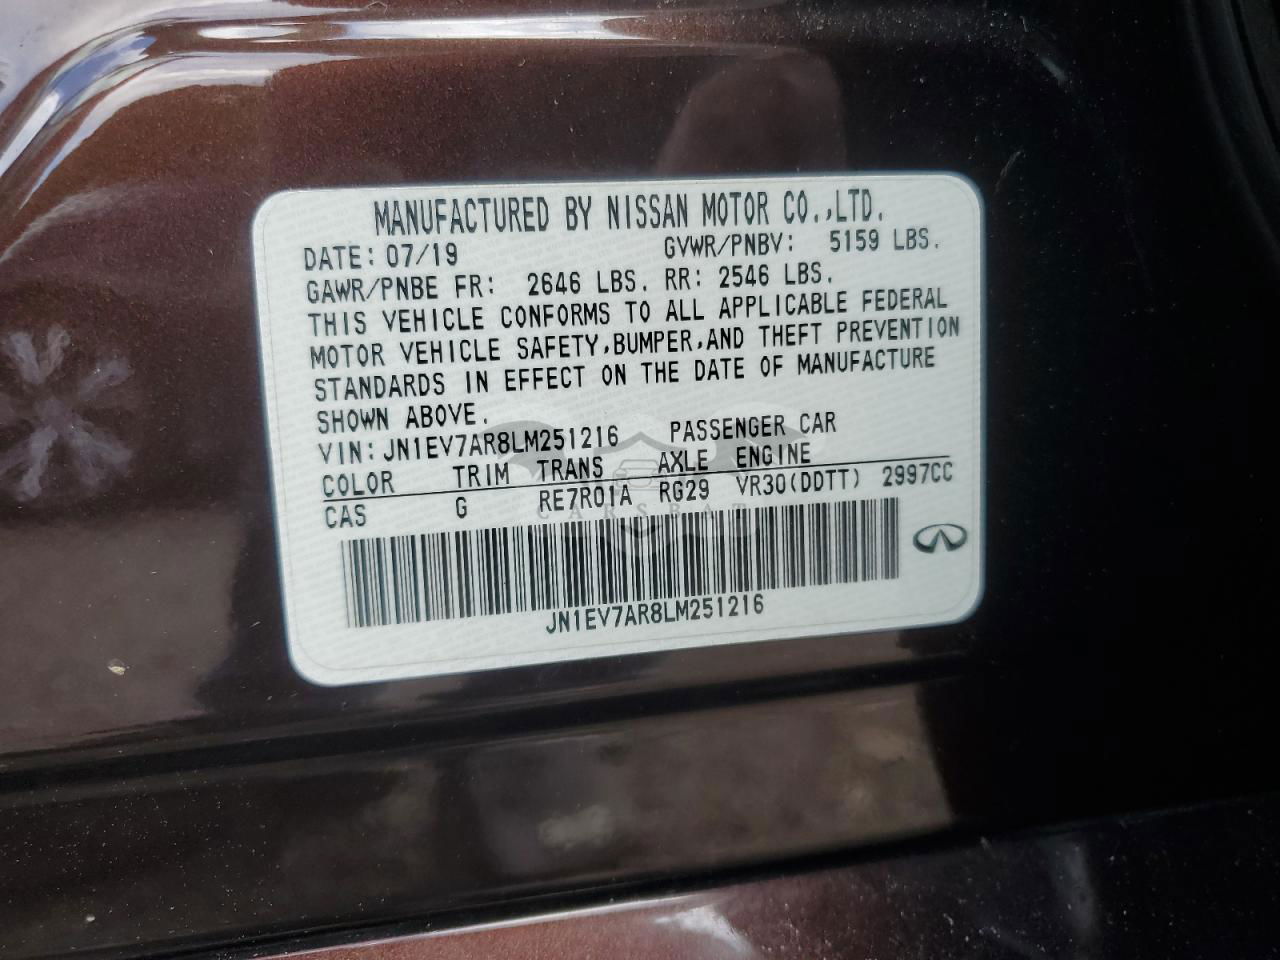 MANUFACTURED BY NISSAN MOTOR CO.,LTD.
DATE: 07/19 GVWR/PNBV: 5159 LBS.
GAWR/PNBE FR: 2646 LBS. RR: 2546 LBS.
THIS VEHICLE CONFORMS TO ALL APPLICABLE FEDERAL
MOTOR VEHICLE SAFETY,BUMPER,AND THEFT PREVENTION
STANDARDS IN EFFECT ON THE DATE OF MANUFACTURE
SHOWN ABOVE.
VIN:JN1EV7AR8LM251216 PASSENGER CAR
COLOR TRIM TRANS AXLE ENGINE
CAS G RE7R01A RG29 VR30(DDTT) 2997CC
CARSBAT
JN1EV7AR8LM251216